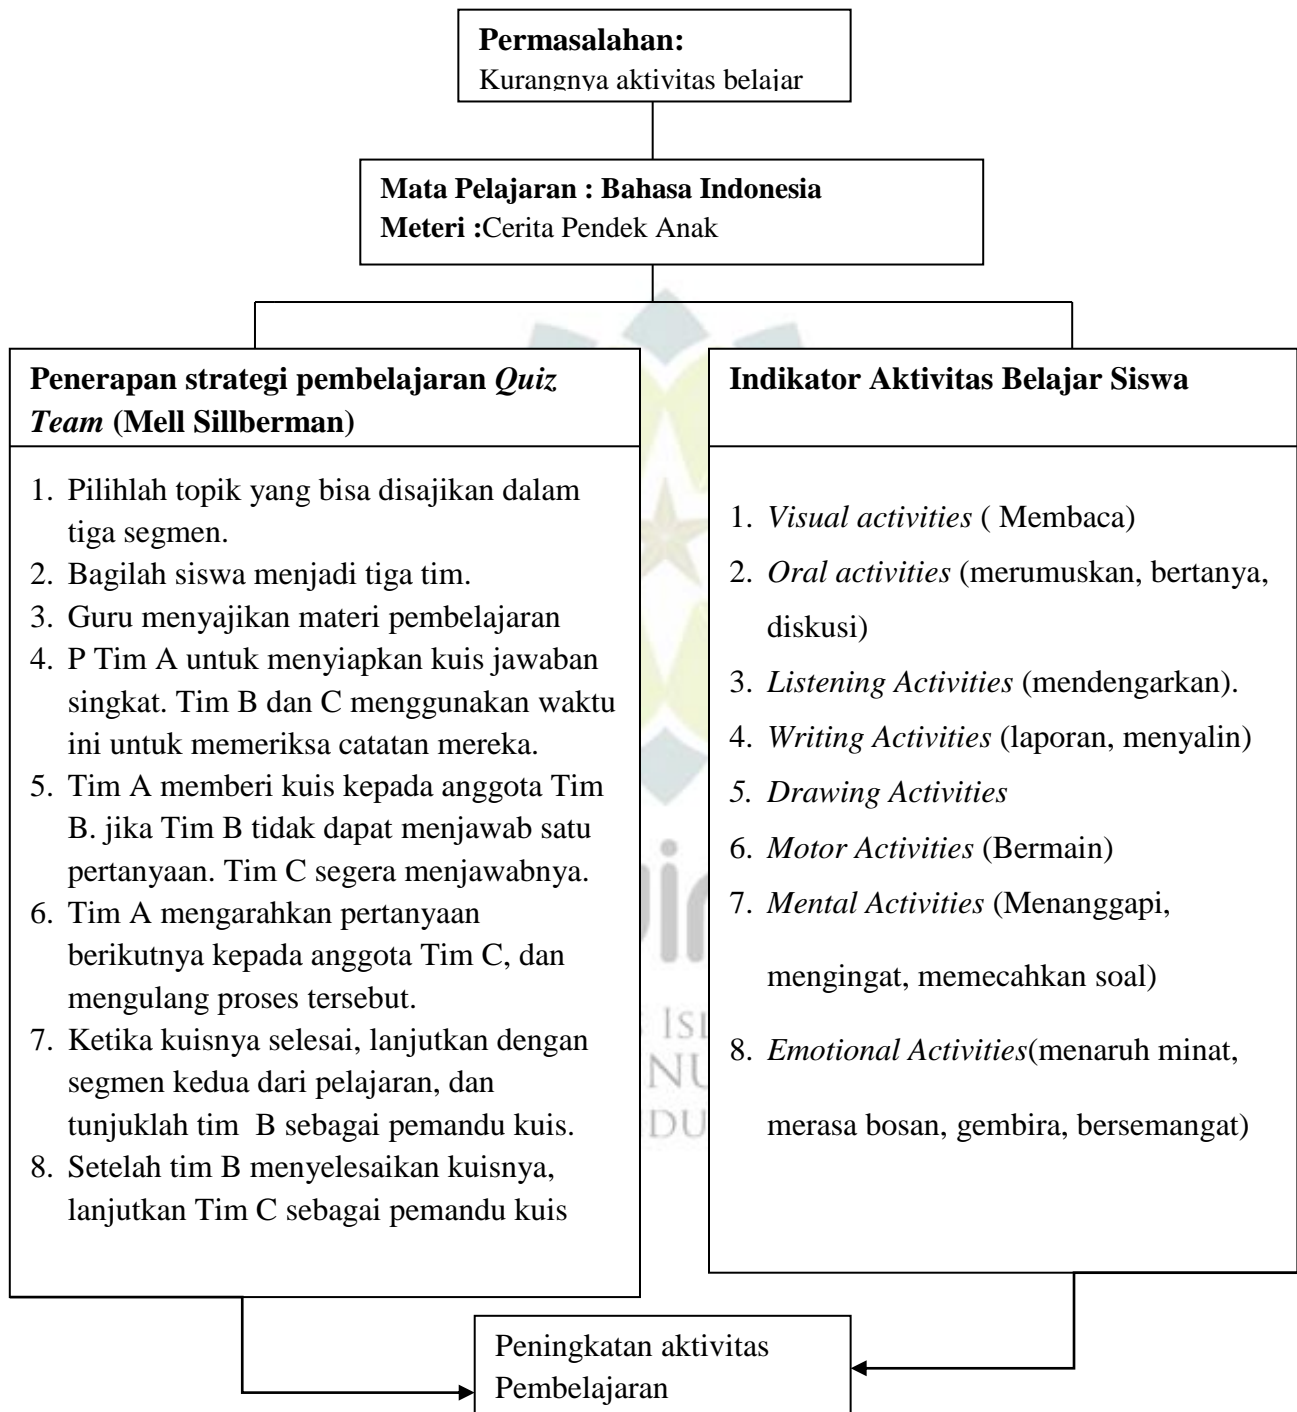 Permasalahan:
Kurangnya aktivitas belajar
Mata Pelajaran : Bahasa Indonesia
Meteri :Cerita Pendek Anak
Penerapan strategi pembelajaran Quiz
Team (Mell Sillberman)
1. Pilihlah topik yang bisa disajikan dalam
tiga segmen.
2. Bagilah siswa menjadi tiga tim.
3. Guru menyajikan materi pembelajaran
4. P Tim A untuk menyiapkan kuis jawaban
singkat. Tim B dan C menggunakan waktu
ini untuk memeriksa catatan mereka.
5. Tim A memberi kuis kepada anggota Tim
B. jika Tim B tidak dapat menjawab satu
pertanyaan. Tim C segera menjawabnya.
6. Tim A mengarahkan pertanyaan
berikutnya kepada anggota Tim C, dan
mengulang proses tersebut.
7. Ketika kuisnya selesai, lanjutkan dengan
segmen kedua dari pelajaran, dan
tunjuklah tim B sebagai pemandu kuis.
8. Setelah tim B menyelesaikan kuisnya,
lanjutkan Tim C sebagai pemandu kuis
Indikator Aktivitas Belajar Siswa
1. Visual activities ( Membaca)
2. Oral activities (merumuskan, bertanya,
diskusi)
3. Listening Activities (mendengarkan).
4. Writing Activities (laporan, menyalin)
5. Drawing Activities
6. Motor Activities (Bermain)
7. Mental Activities (Menanggapi,
mengingat, memecahkan soal)
8. Emotional Activities(menaruh minat,
merasa bosan, gembira, bersemangat)
Peningkatan aktivitas
Pembelajaran